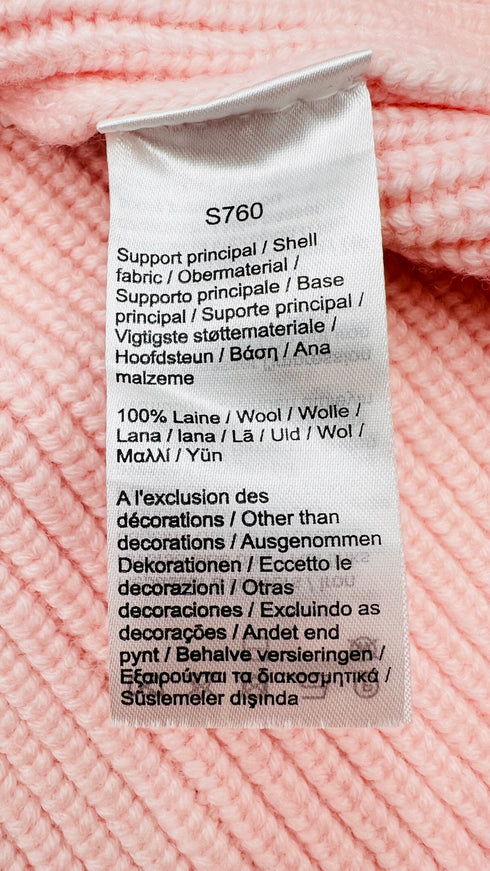 S760
Support principal / Shell
fabric / Obermaterial /
Supporto principale / Base
principal / Suporte principal /
Vigtigste støttemateriale /
Hoofdsteun / Βάση / Ana
malzeme
100% Laine / Wool / Wolle /
Lana / lana / Lã / Uld / Wol /
Μαλλί / Yün
A l'exclusion des
décorations / Other than
decorations / Ausgenommen
Dekorationen / Eccetto le
decorazioni / Otras
decoraciones / Excluindo as
decorações / Andet end
pynt / Behalve versieringen /
Εξαιρούνται τα διακοσμητικά /
Süslemeler dışında